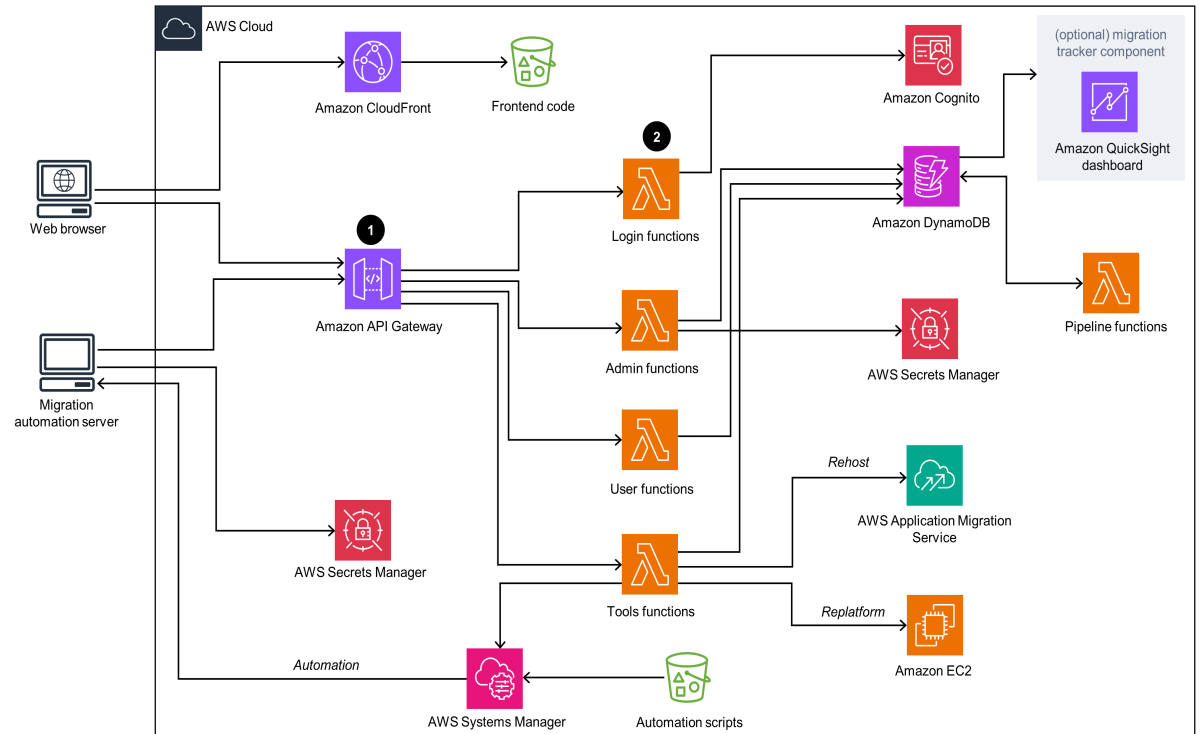 AWS Cloud
(optional) migration
tracker component
Amazon CloudFront
Frontend code
Amazon Cognito
2
Amazon QuickSight
dashboard
Web browser
1
Login functions
Amazon DynamoDB
Amazon API Gateway
Pipeline functions
Admin functions
AWS Secrets Manager
Migration
automation server
Rehost
User functions
AWS Application Migration
Service
AWS Secrets Manager
Tools functions
Replatform
Automation
Amazon EC2
AWS Systems Manager
Automation scripts